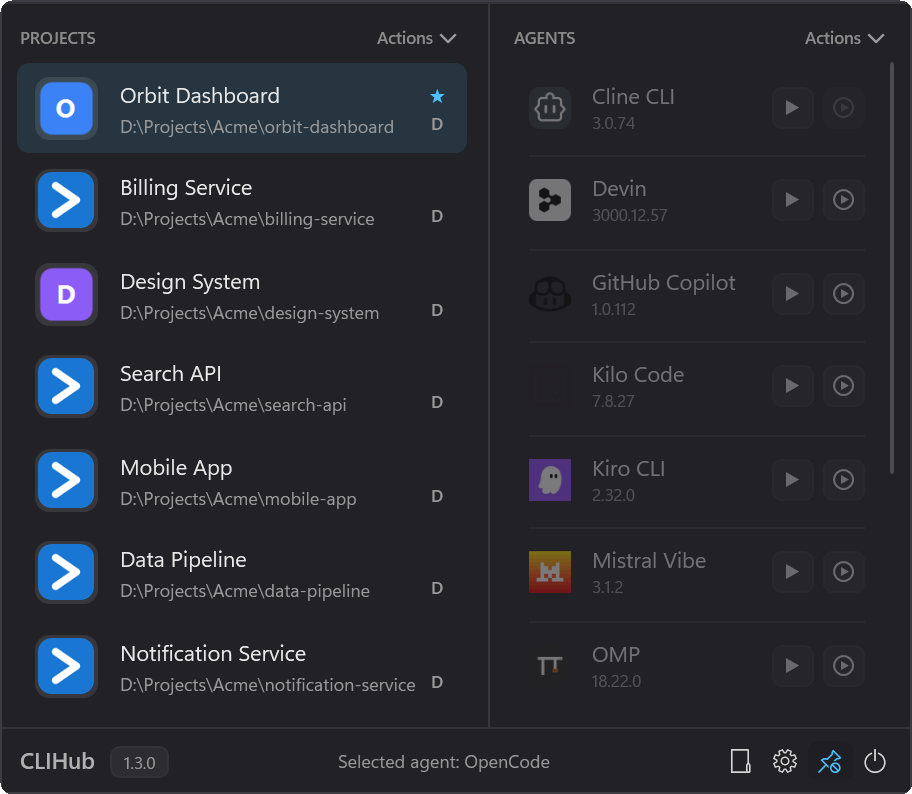 PROJECTS
Actions
O
Orbit Dashboard
D:\Projects\Acme\orbit-dashboard
D
Billing Service
D:\Projects\Acme\billing-service
D
D
Design System
D:\Projects\Acme\design-system
D
Search API
D:\Projects\Acme\search-api
D
Mobile App
D:\Projects\Acme\mobile-app
D
Data Pipeline
D:\Projects\Acme\data-pipeline
D
Notification Service
D:\Projects\Acme\notification-service
D
AGENTS
Actions
Cline CLI
3.0.74
Devin
3000.12.57
GitHub Copilot
1.0.112
Kilo Code
7.8.27
Kiro CLI
2.32.0
Mistral Vibe
3.1.2
OMP
18.22.0
CLIHub
1.3.0
Selected agent: OpenCode